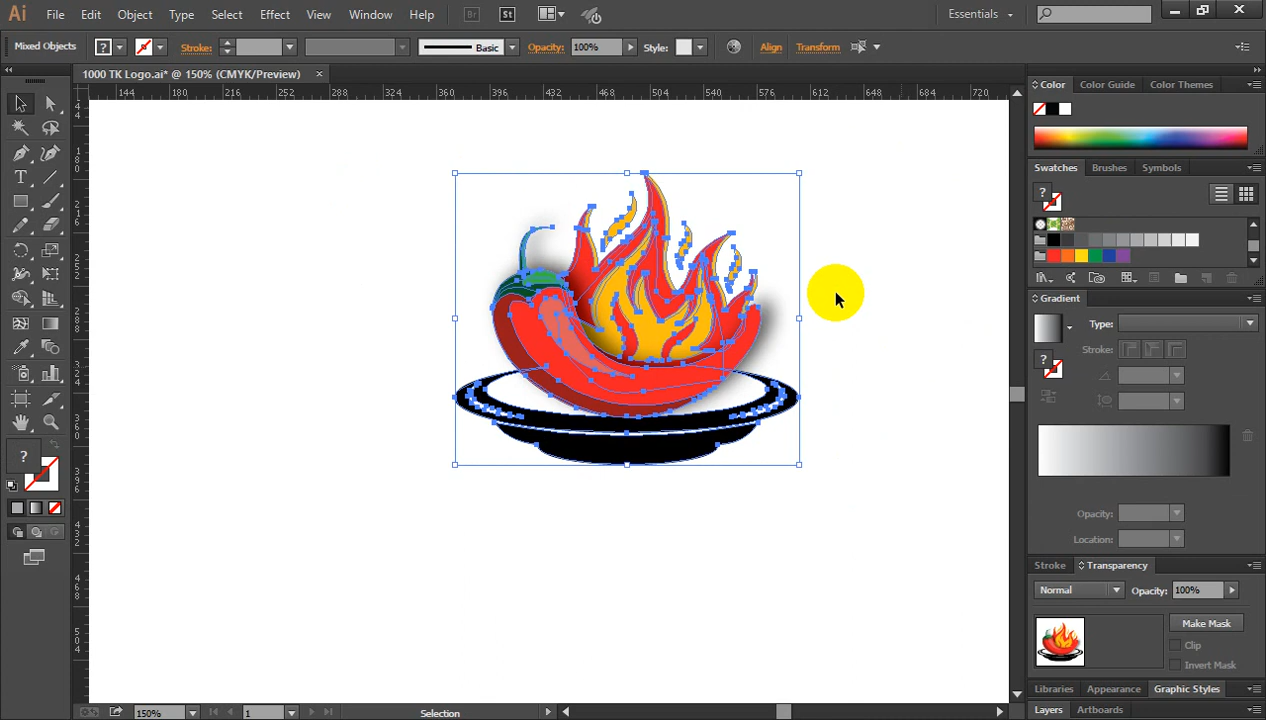 Ai File Edit Object Type Select Effect View Window Help Br St Essentials
Mixed Objects ? Stroke: Basic Opacity: 100% Style: Align Transform
1000 TK Logo.ai* @ 150% (CMYK/Preview) ×
144 180 216 252 288 324 360 396 432 468 504 540 576 612 648 684 720
Color Color Guide Color Themes
Swatches Brushes Symbols
?
Gradient
Type:
Stroke:
?
Opacity:
Location:
Stroke Transparency
Normal Opacity: 100%
Make Mask
Clip
Invert Mask
Libraries Appearance Graphic Styles
Layers Artboards
T
?
150% 1 Selection